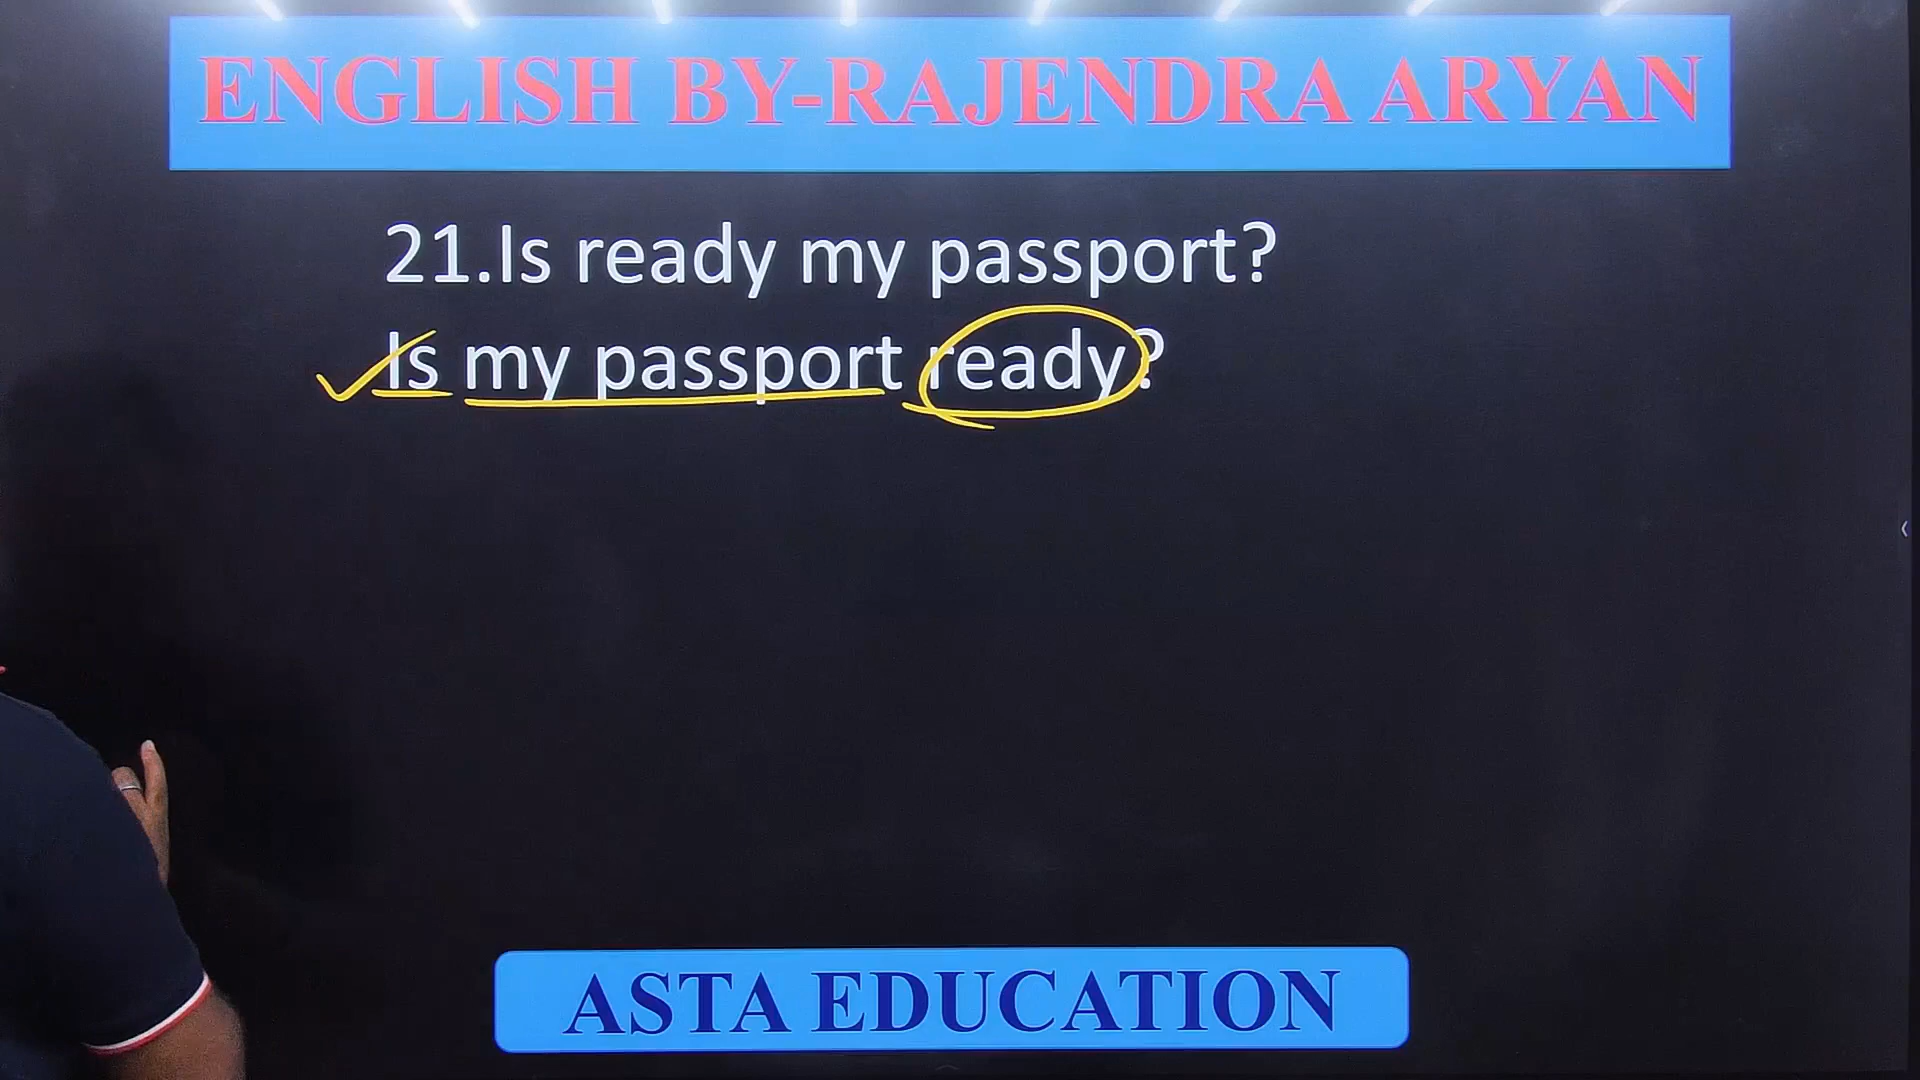 ENGLISH BY-RAJENDRA ARYAN
21.Is ready my passport?
Is my passport ready?
ASTA EDUCATION